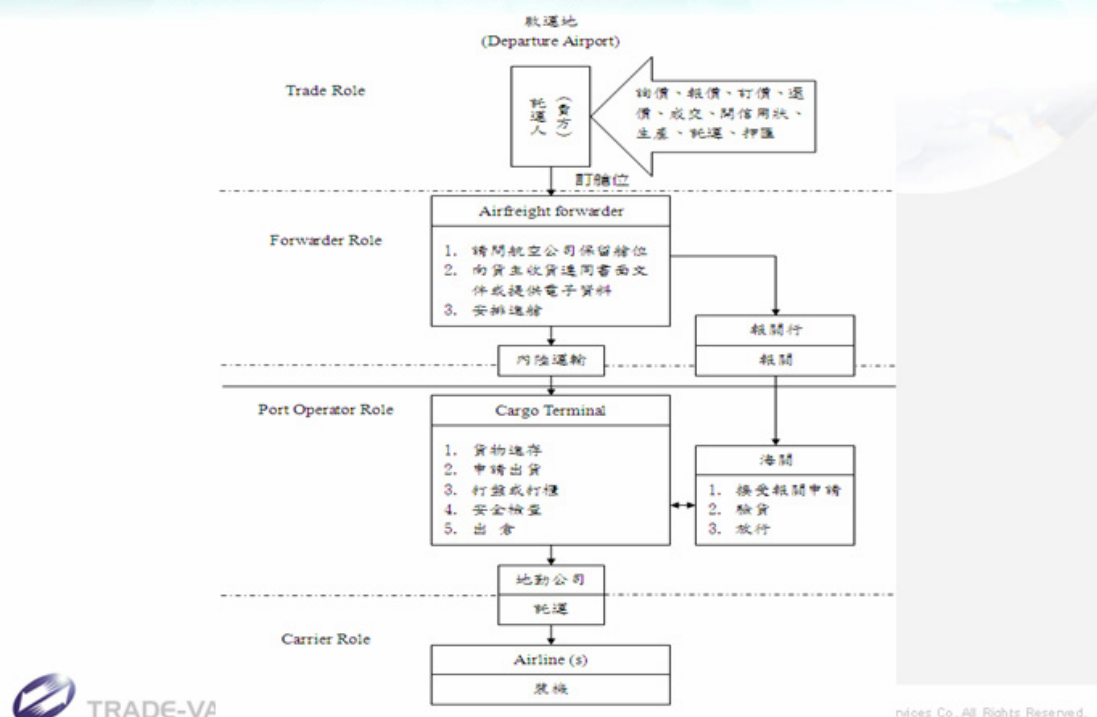 啟運地
(Departure Airport)
Trade Role
託運人
(賣方)
詢價、報價、訂價、還
價、成交、開信用狀、
生產、託運、押匯
訂艙位
Forwarder Role
Airfreight forwarder
1. 請問航空公司保留艙位
2. 向貨主收貨連同書面文
件或提供電子資料
3. 安排進艙
報關行
報關
內陸運輸
Port Operator Role
Cargo Terminal
1. 貨物進存
2. 申請出貨
3. 打盤或打櫃
4. 安全檢查
5. 出 倉
海關
1. 接受報關申請
2. 驗貨
3. 放行
地勤公司
託運
Carrier Role
Airline (s)
裝機
TRADE-VA
rvices Co. All Rights Reserved.